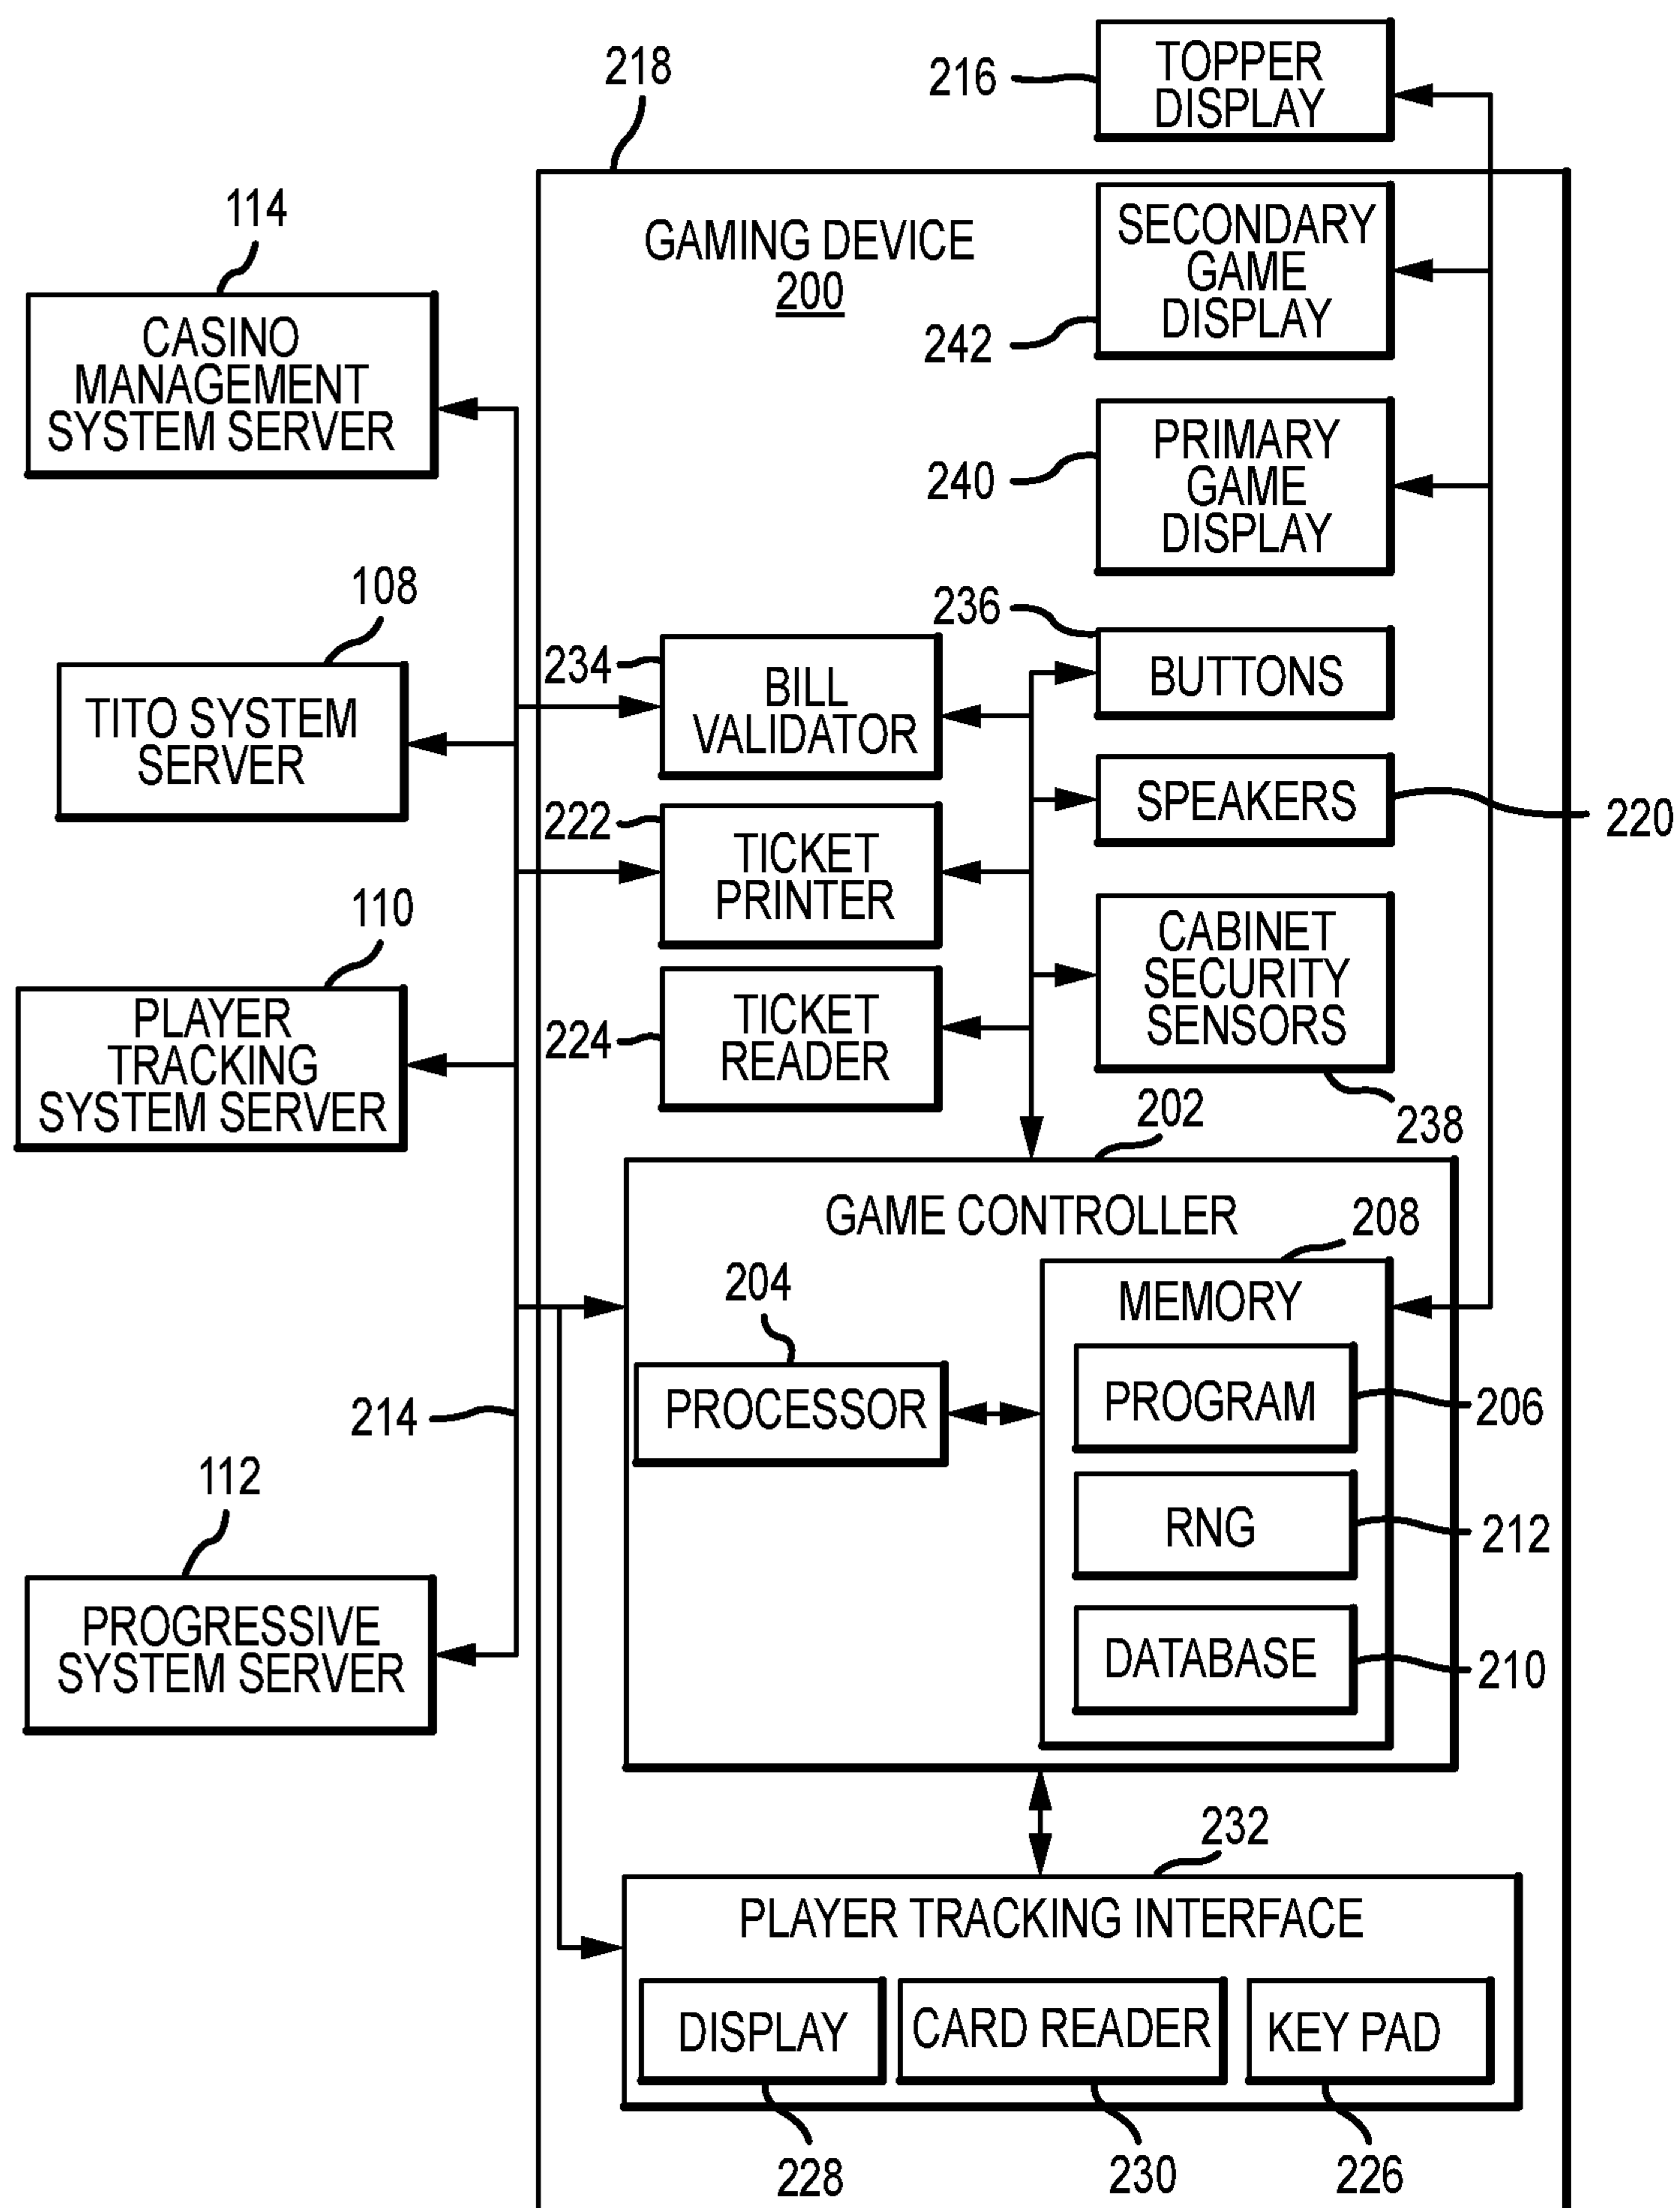 218
216
TOPPER
DISPLAY
114
CASINO
MANAGEMENT
SYSTEM SERVER
GAMING DEVICE
200
SECONDARY
GAME
DISPLAY
242
PRIMARY
GAME
DISPLAY
240
108
TITO SYSTEM
SERVER
234
BILL
VALIDATOR
236
BUTTONS
222
TICKET
PRINTER
SPEAKERS
220
110
PLAYER
TRACKING
SYSTEM SERVER
224
TICKET
READER
CABINET
SECURITY
SENSORS
238
202
GAME CONTROLLER
208
MEMORY
204
PROCESSOR
PROGRAM
206
RNG
212
DATABASE
210
214
112
PROGRESSIVE
SYSTEM SERVER
232
PLAYER TRACKING INTERFACE
DISPLAY
CARD READER
KEY PAD
228
230
226